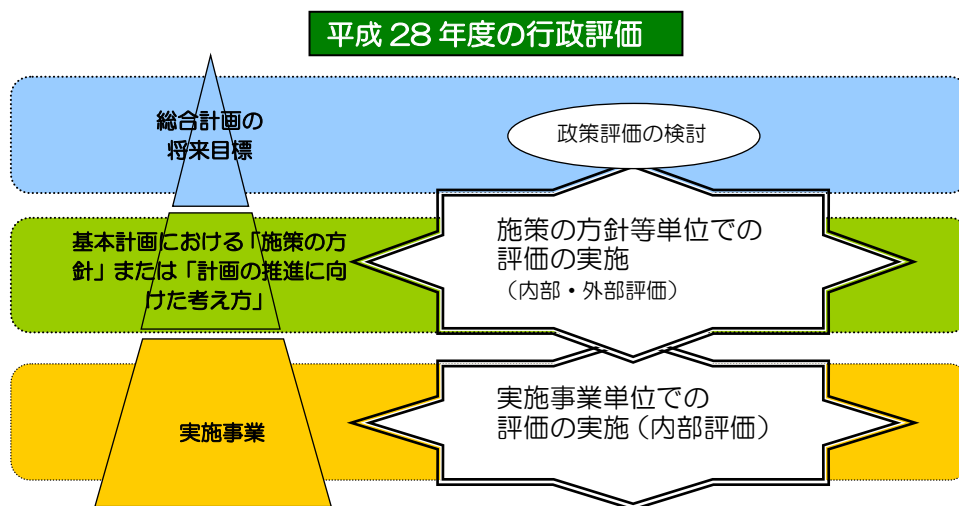 平成 28 年度の行政評価
総合計画の
将来目標
政策評価の検討
基本計画における「施策の方
針」または「計画の推進に向
けた考え方」
施策の方針等単位での
評価の実施
（内部・外部評価）
実施事業
実施事業単位での
評価の実施（内部評価）